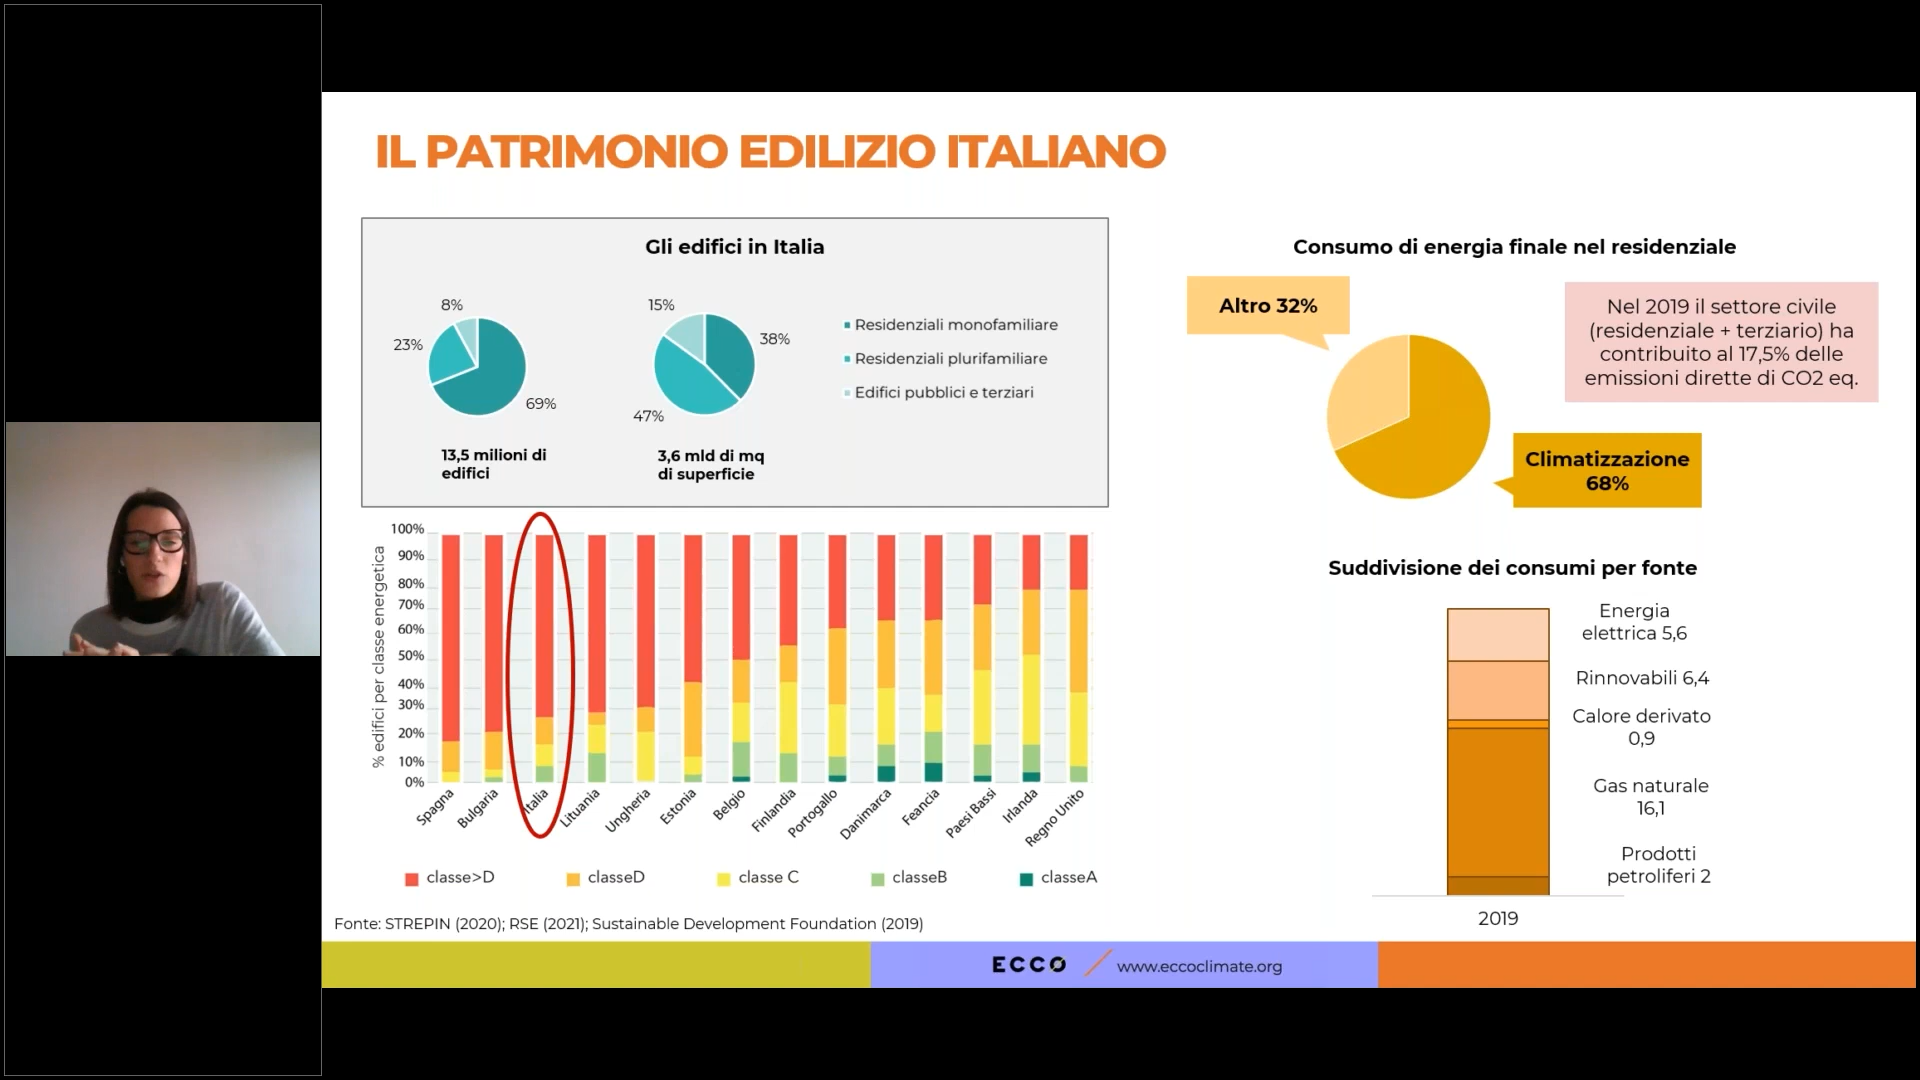 IL PATRIMONIO EDILIZIO ITALIANO
Gli edifici in Italia
8%
23%
69%
13,5 milioni di
edifici
15%
38%
47%
3,6 mld di mq
di superficie
Residenziali monofamiliare
Residenziali plurifamiliare
Edifici pubblici e terziari
% edifici per classe energetica
100%
90%
80%
70%
60%
50%
40%
30%
20%
10%
0%
Spagna
Bulgaria
Italia
Lituania
Ungheria
Estonia
Belgio
Finlandia
Portogallo
Danimarca
Feancia
Paesi Bassi
Irlanda
Regno Unito
classe>D
classeD
classe C
classeB
classeA
Fonte: STREPIN (2020); RSE (2021); Sustainable Development Foundation (2019)
Consumo di energia finale nel residenziale
Altro 32%
Nel 2019 il settore civile
(residenziale + terziario) ha
contribuito al 17,5% delle
emissioni dirette di CO2 eq.
Climatizzazione
68%
Suddivisione dei consumi per fonte
Energia
elettrica 5,6
Rinnovabili 6,4
Calore derivato
0,9
Gas naturale
16,1
Prodotti
petroliferi 2
2019
ECCO
www.eccoclimate.org